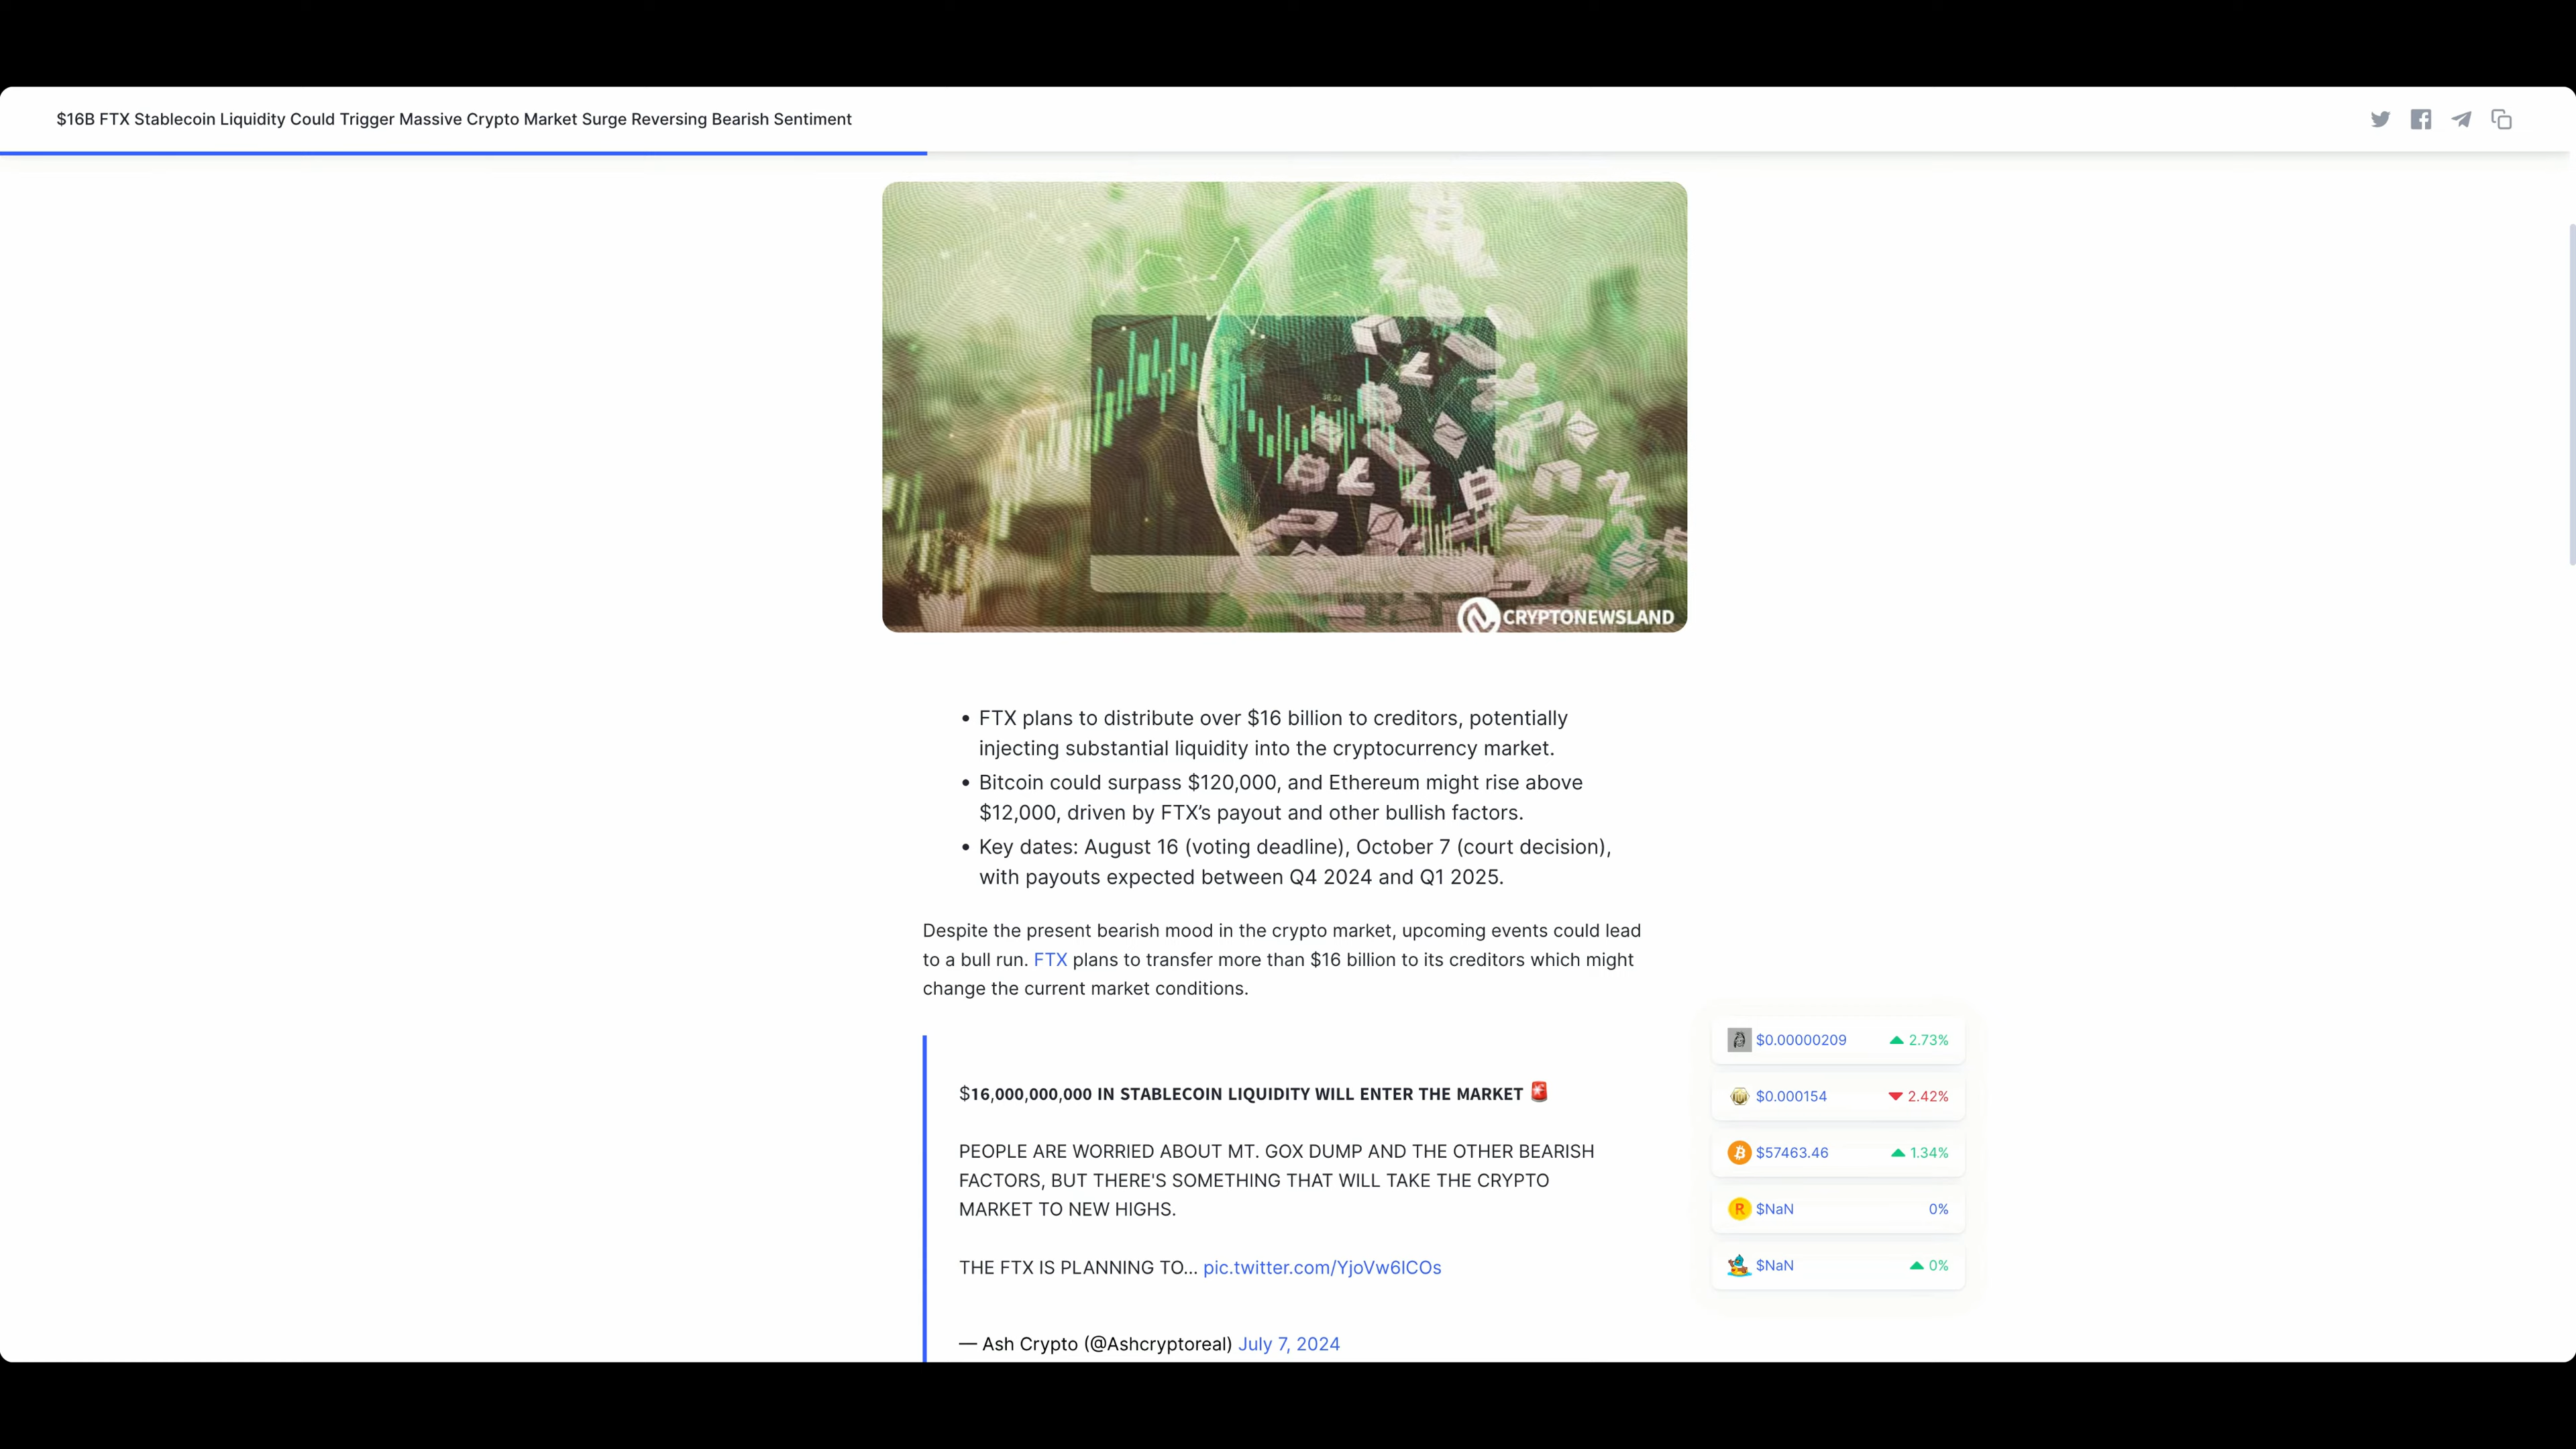 $16B FTX Stablecoin Liquidity Could Trigger Massive Crypto Market Surge Reversing Bearish Sentiment
CRYPTONEWSLAND
• FTX plans to distribute over $16 billion to creditors, potentially
injecting substantial liquidity into the cryptocurrency market.
• Bitcoin could surpass $120,000, and Ethereum might rise above
$12,000, driven by FTX’s payout and other bullish factors.
• Key dates: August 16 (voting deadline), October 7 (court decision),
with payouts expected between Q4 2024 and Q1 2025.
Despite the present bearish mood in the crypto market, upcoming events could lead
to a bull run. FTX plans to transfer more than $16 billion to its creditors which might
change the current market conditions.
$16,000,000,000 IN STABLECOIN LIQUIDITY WILL ENTER THE MARKET 🚨
PEOPLE ARE WORRIED ABOUT MT. GOX DUMP AND THE OTHER BEARISH
FACTORS, BUT THERE'S SOMETHING THAT WILL TAKE THE CRYPTO
MARKET TO NEW HIGHS.
THE FTX IS PLANNING TO… pic.twitter.com/YjoVw6ICOs
— Ash Crypto (@Ashcryptoreal) July 7, 2024
$0.00000209 2.73%
$0.000154 2.42%
$57463.46 1.34%
$NaN 0%
$NaN 0%